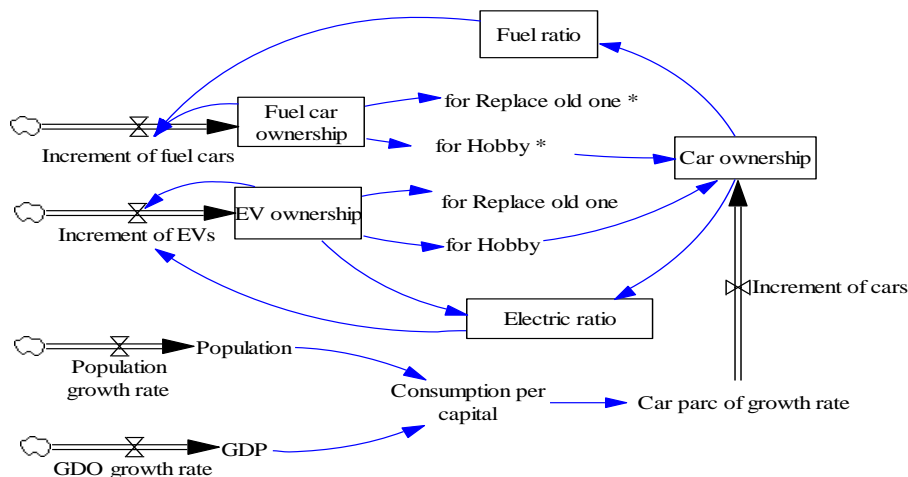 Fuel ratio
Fuel car
ownership
for Replace old one *
Increment of fuel cars
for Hobby *
Car ownership
EV ownership
for Replace old one
Increment of EVs
for Hobby
Increment of cars
Electric ratio
Population
Population
growth rate
Consumption per
capital
Car parc of growth rate
GDP
GDO growth rate